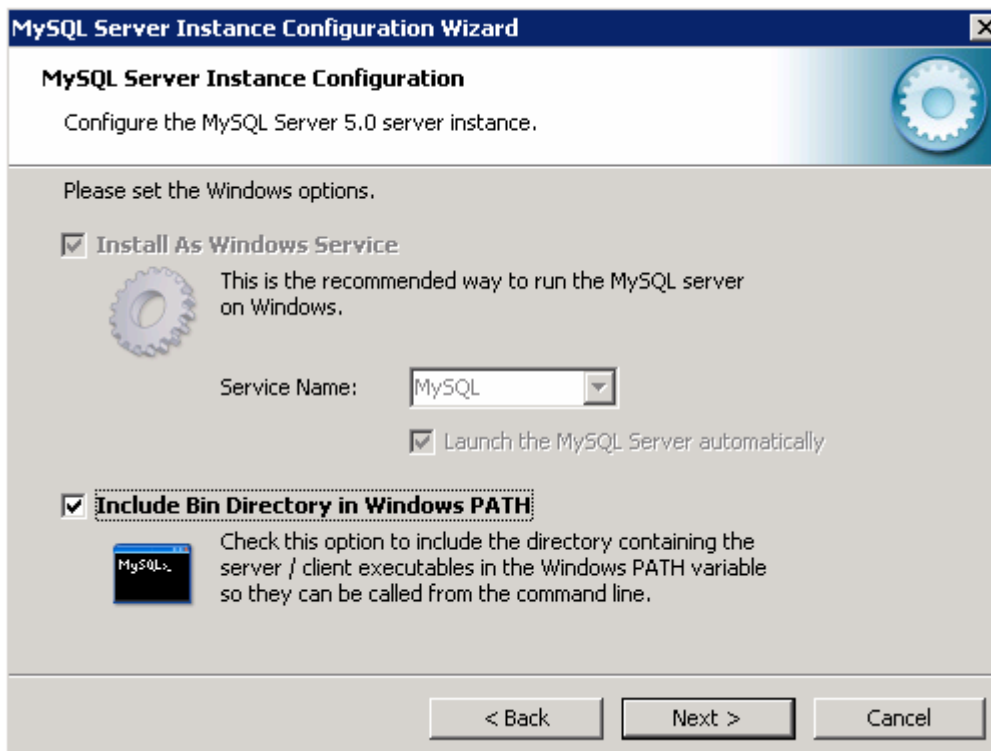 MySQL Server Instance Configuration Wizard
MySQL Server Instance Configuration
Configure the MySQL Server 5.0 server instance.
Please set the Windows options.
Install As Windows Service
This is the recommended way to run the MySQL server
on Windows.
Service Name:
MySQL
Launch the MySQL Server automatically
Include Bin Directory in Windows PATH
MySQL>_
Check this option to include the directory containing the
server / client executables in the Windows PATH variable
so they can be called from the command line.
< Back
Next >
Cancel